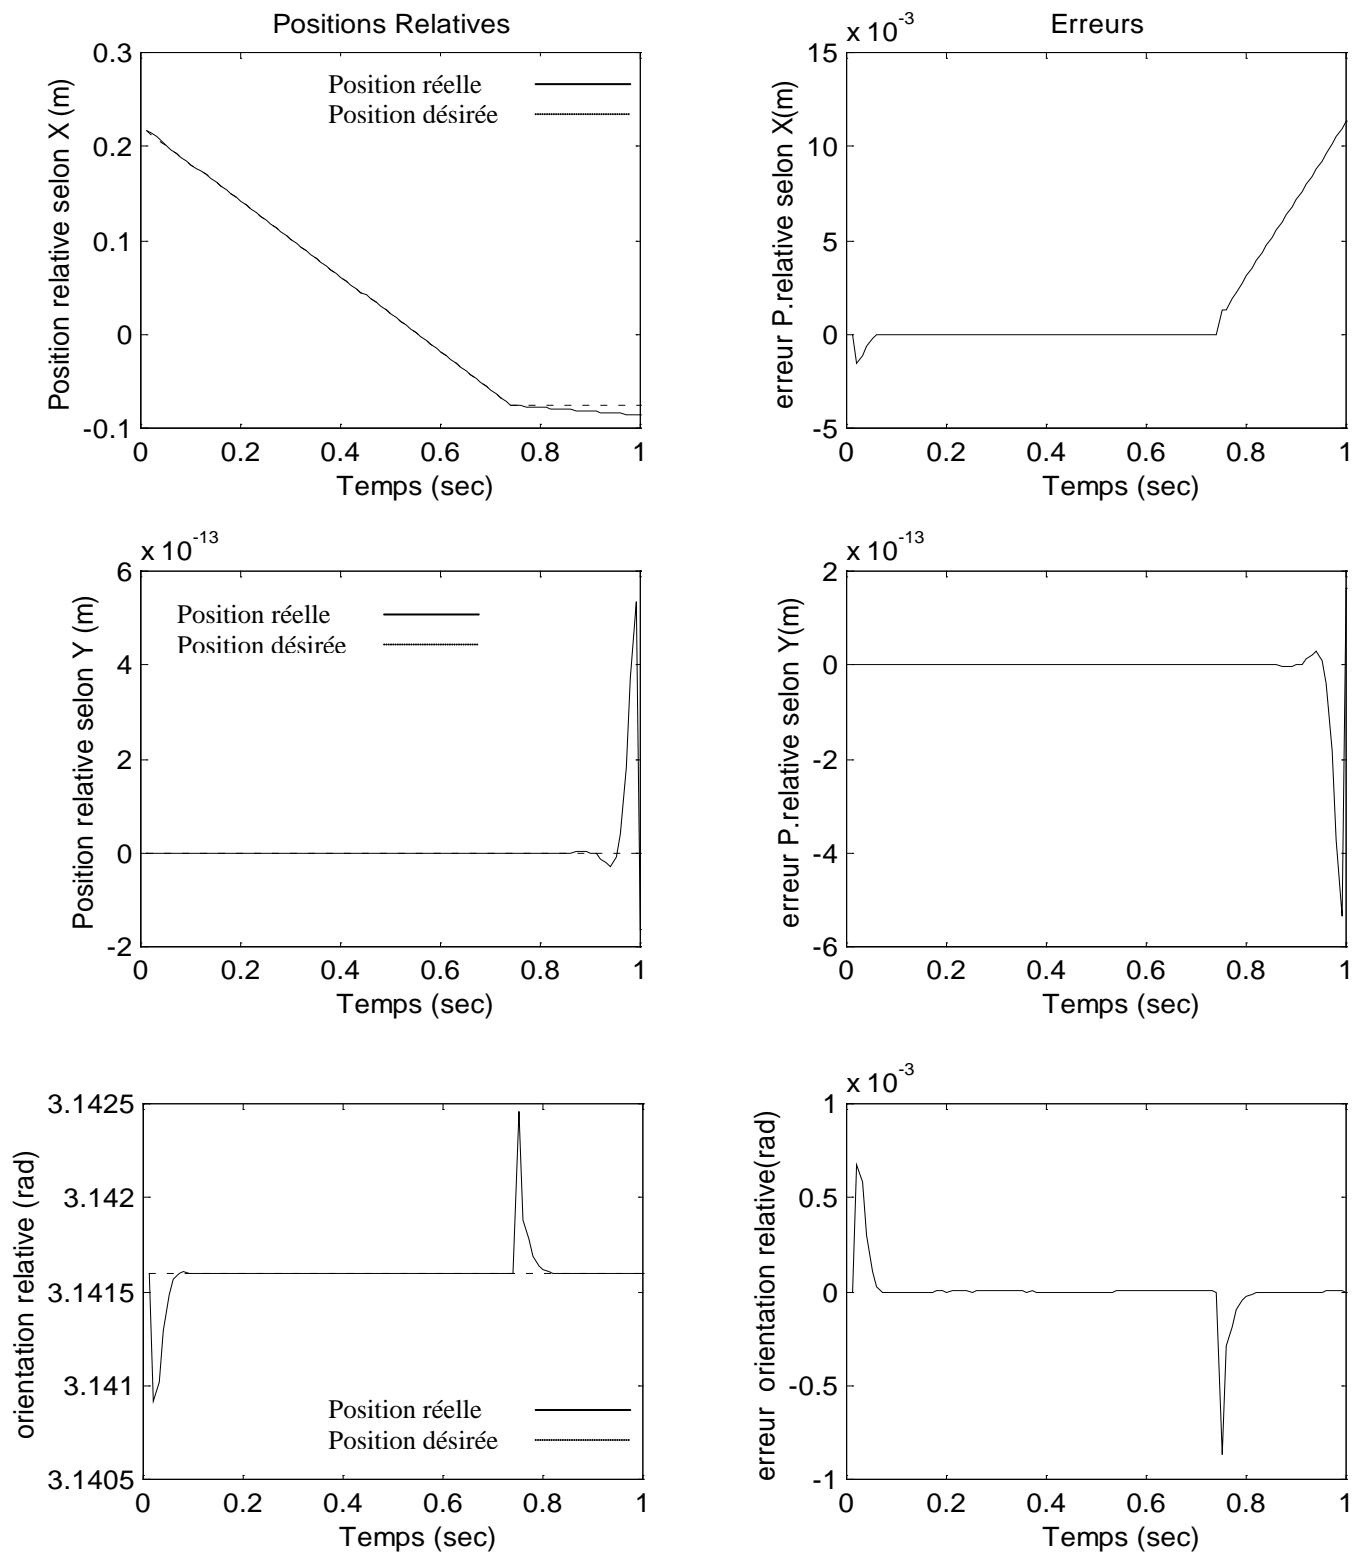 Positions Relatives
Position relative selon X (m)
0.3
0.2
0.1
0
-0.1
Position réelle
Position désirée
0 0.2 0.4 0.6 0.8 1
Temps (sec)
Erreurs
x 10-3
erreur P.relative selon X(m)
15
10
5
0
-5
0 0.2 0.4 0.6 0.8 1
Temps (sec)
x 10-13
Position relative selon Y (m)
6
4
2
0
-2
Position réelle
Position désirée
0 0.2 0.4 0.6 0.8 1
Temps (sec)
x 10-13
erreur P.relative selon Y(m)
2
0
-2
-4
-6
0 0.2 0.4 0.6 0.8 1
Temps (sec)
orientation relative (rad)
3.1425
3.142
3.1415
3.141
3.1405
Position réelle
Position désirée
0 0.2 0.4 0.6 0.8 1
Temps (sec)
x 10-3
erreur orientation relative(rad)
1
0.5
0
-0.5
-1
0 0.2 0.4 0.6 0.8 1
Temps (sec)